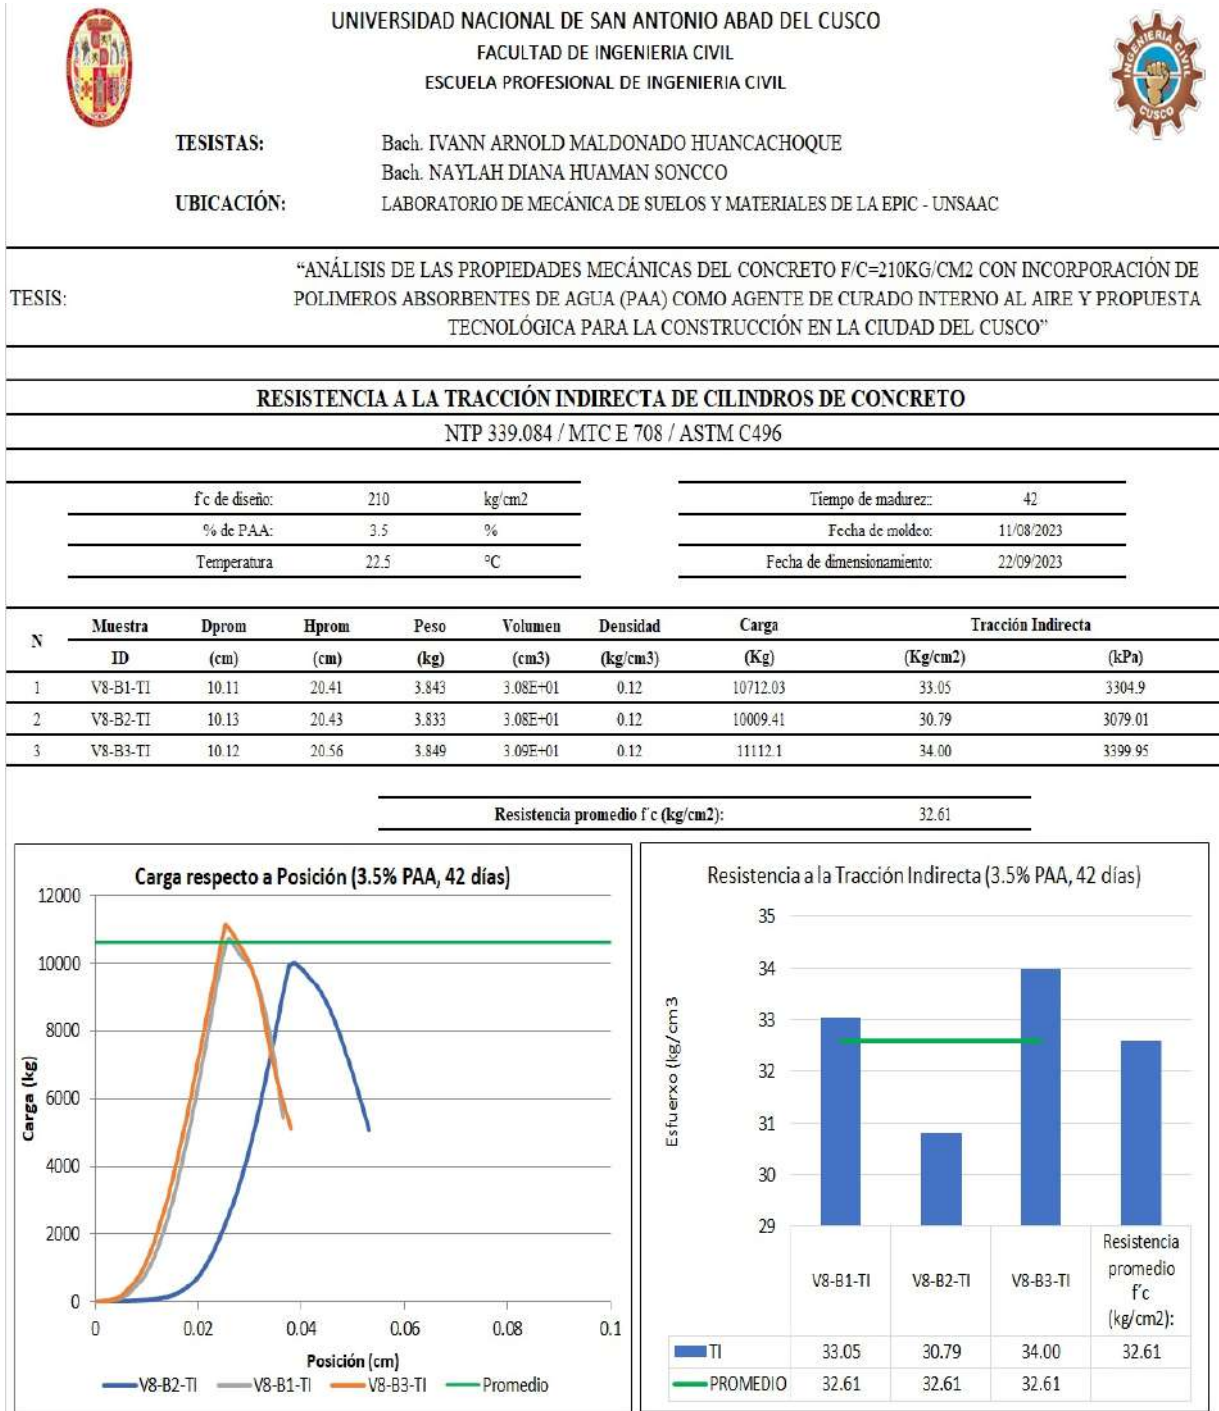 UNIVERSIDAD NACIONAL DE SAN ANTONIO ABAD DEL CUSCO
FACULTAD DE INGENIERIA CIVIL
ESCUELA PROFESIONAL DE INGENIERIA CIVIL
INGENIERIA CIVIL
CUSCO
TESISTAS: Bach. IVANN ARNOLD MALDONADO HUANCACHOQUE
Bach. NAYLAH DIANA HUAMAN SONCCO
UBICACIÓN: LABORATORIO DE MECÁNICA DE SUELOS Y MATERIALES DE LA EPIC - UNSAAC
TESIS: “ANÁLISIS DE LAS PROPIEDADES MECÁNICAS DEL CONCRETO F/C=210KG/CM2 CON INCORPORACIÓN DE
POLIMEROS ABSORBENTES DE AGUA (PAA) COMO AGENTE DE CURADO INTERNO AL AIRE Y PROPUESTA
TECNOLÓGICA PARA LA CONSTRUCCIÓN EN LA CIUDAD DEL CUSCO”
RESISTENCIA A LA TRACCIÓN INDIRECTA DE CILINDROS DE CONCRETO
NTP 339.084 / MTC E 708 / ASTM C496
f'c de diseño: 210 kg/cm2 Tiempo de madurez:: 42
% de PAA: 3.5 % Fecha de moldeo: 11/08/2023
Temperatura 22.5 °C Fecha de dimensionamiento: 22/09/2023
N Muestra Dprom Hprom Peso Volumen Densidad Carga Tracción Indirecta
ID (cm) (cm) (kg) (cm3) (kg/cm3) (Kg) (Kg/cm2) (kPa)
1 V8-B1-TI 10.11 20.41 3.843 3.08E+01 0.12 10712.03 33.05 3304.9
2 V8-B2-TI 10.13 20.43 3.833 3.08E+01 0.12 10009.41 30.79 3079.01
3 V8-B3-TI 10.12 20.56 3.849 3.09E+01 0.12 11112.1 34.00 3399.95
Resistencia promedio f´c (kg/cm2): 32.61
Carga respecto a Posición (3.5% PAA, 42 días)
12000
10000
8000
6000
4000
2000
0
Carga (kg)
0 0.02 0.04 0.06 0.08 0.1
Posición (cm)
V8-B2-TI V8-B1-TI V8-B3-TI Promedio
Resistencia a la Tracción Indirecta (3.5% PAA, 42 días)
35
34
33
32
31
30
29
Esfuerxo (kg/cm3
V8-B1-TI V8-B2-TI V8-B3-TI Resistencia
promedio
f´c
(kg/cm2):
TI 33.05 30.79 34.00 32.61
PROMEDIO 32.61 32.61 32.61